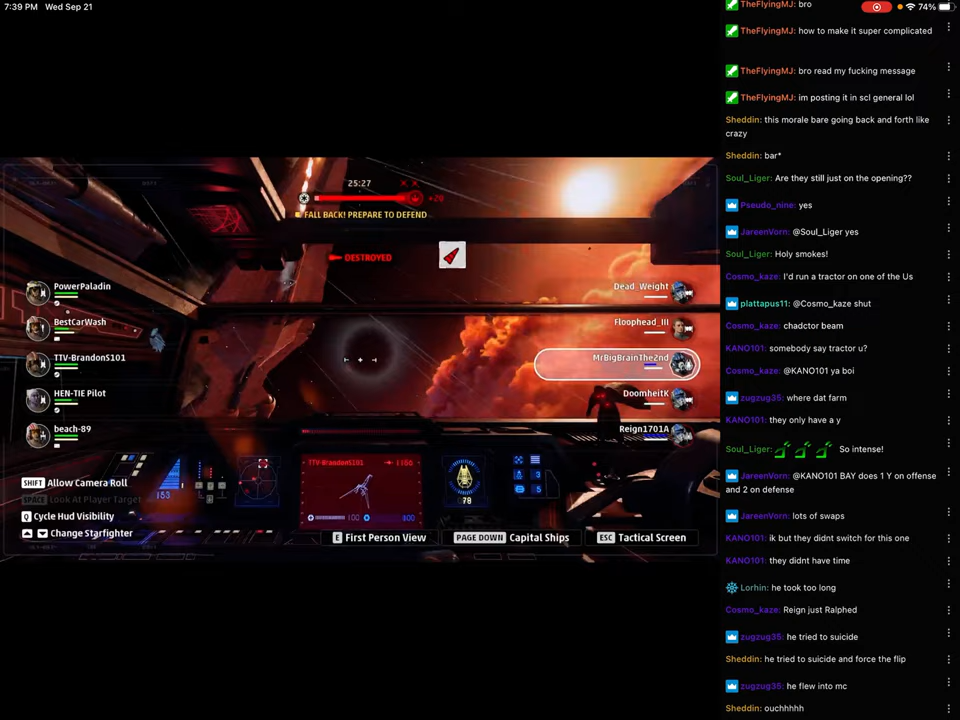 7:39 PM Wed Sep 21
74%
25:27
+20
FALL BACK! PREPARE TO DEFEND
DESTROYED
PowerPaladin
BestCarWash
TTV-BrandonS101
HEN-TIE Pilot
beach-89
Dead_Weight
Floophead_III
MrBigBrainThe2nd
DoomheitK
Reign1701A
TTV-BrandonS101
100
153
78
3
5
SHIFT Allow Camera Roll
SPACE Look At Player Target
Q Cycle Hud Visibility
Change Starfighter
E First Person View
PAGE DOWN Capital Ships
ESC Tactical Screen
TheFlyingMJ: bro
TheFlyingMJ: how to make it super complicated
TheFlyingMJ: bro read my fucking message
TheFlyingMJ: im posting it in scl general lol
Sheddin: this morale bare going back and forth like
crazy
Sheddin: bar*
Soul_Liger: Are they still just on the opening??
Pseudo_nine: yes
JareenVorn: @Soul_Liger yes
Soul_Liger: Holy smokes!
Cosmo_kaze: I'd run a tractor on one of the Us
plattapus11: @Cosmo_kaze shut
Cosmo_kaze: chadctor beam
KANO101: somebody say tractor u?
Cosmo_kaze: @KANO101 ya boi
zugzug35: where dat farm
KANO101: they only have a y
Soul_Liger: So intense!
JareenVorn: @KANO101 BAY does 1 Y on offense
and 2 on defense
JareenVorn: lots of swaps
KANO101: ik but they didnt switch for this one
KANO101: they didnt have time
Lorhin: he took too long
Cosmo_kaze: Reign just Ralphed
zugzug35: he tried to suicide
Sheddin: he tried to suicide and force the flip
zugzug35: he flew into mc
Sheddin: ouchhhhh